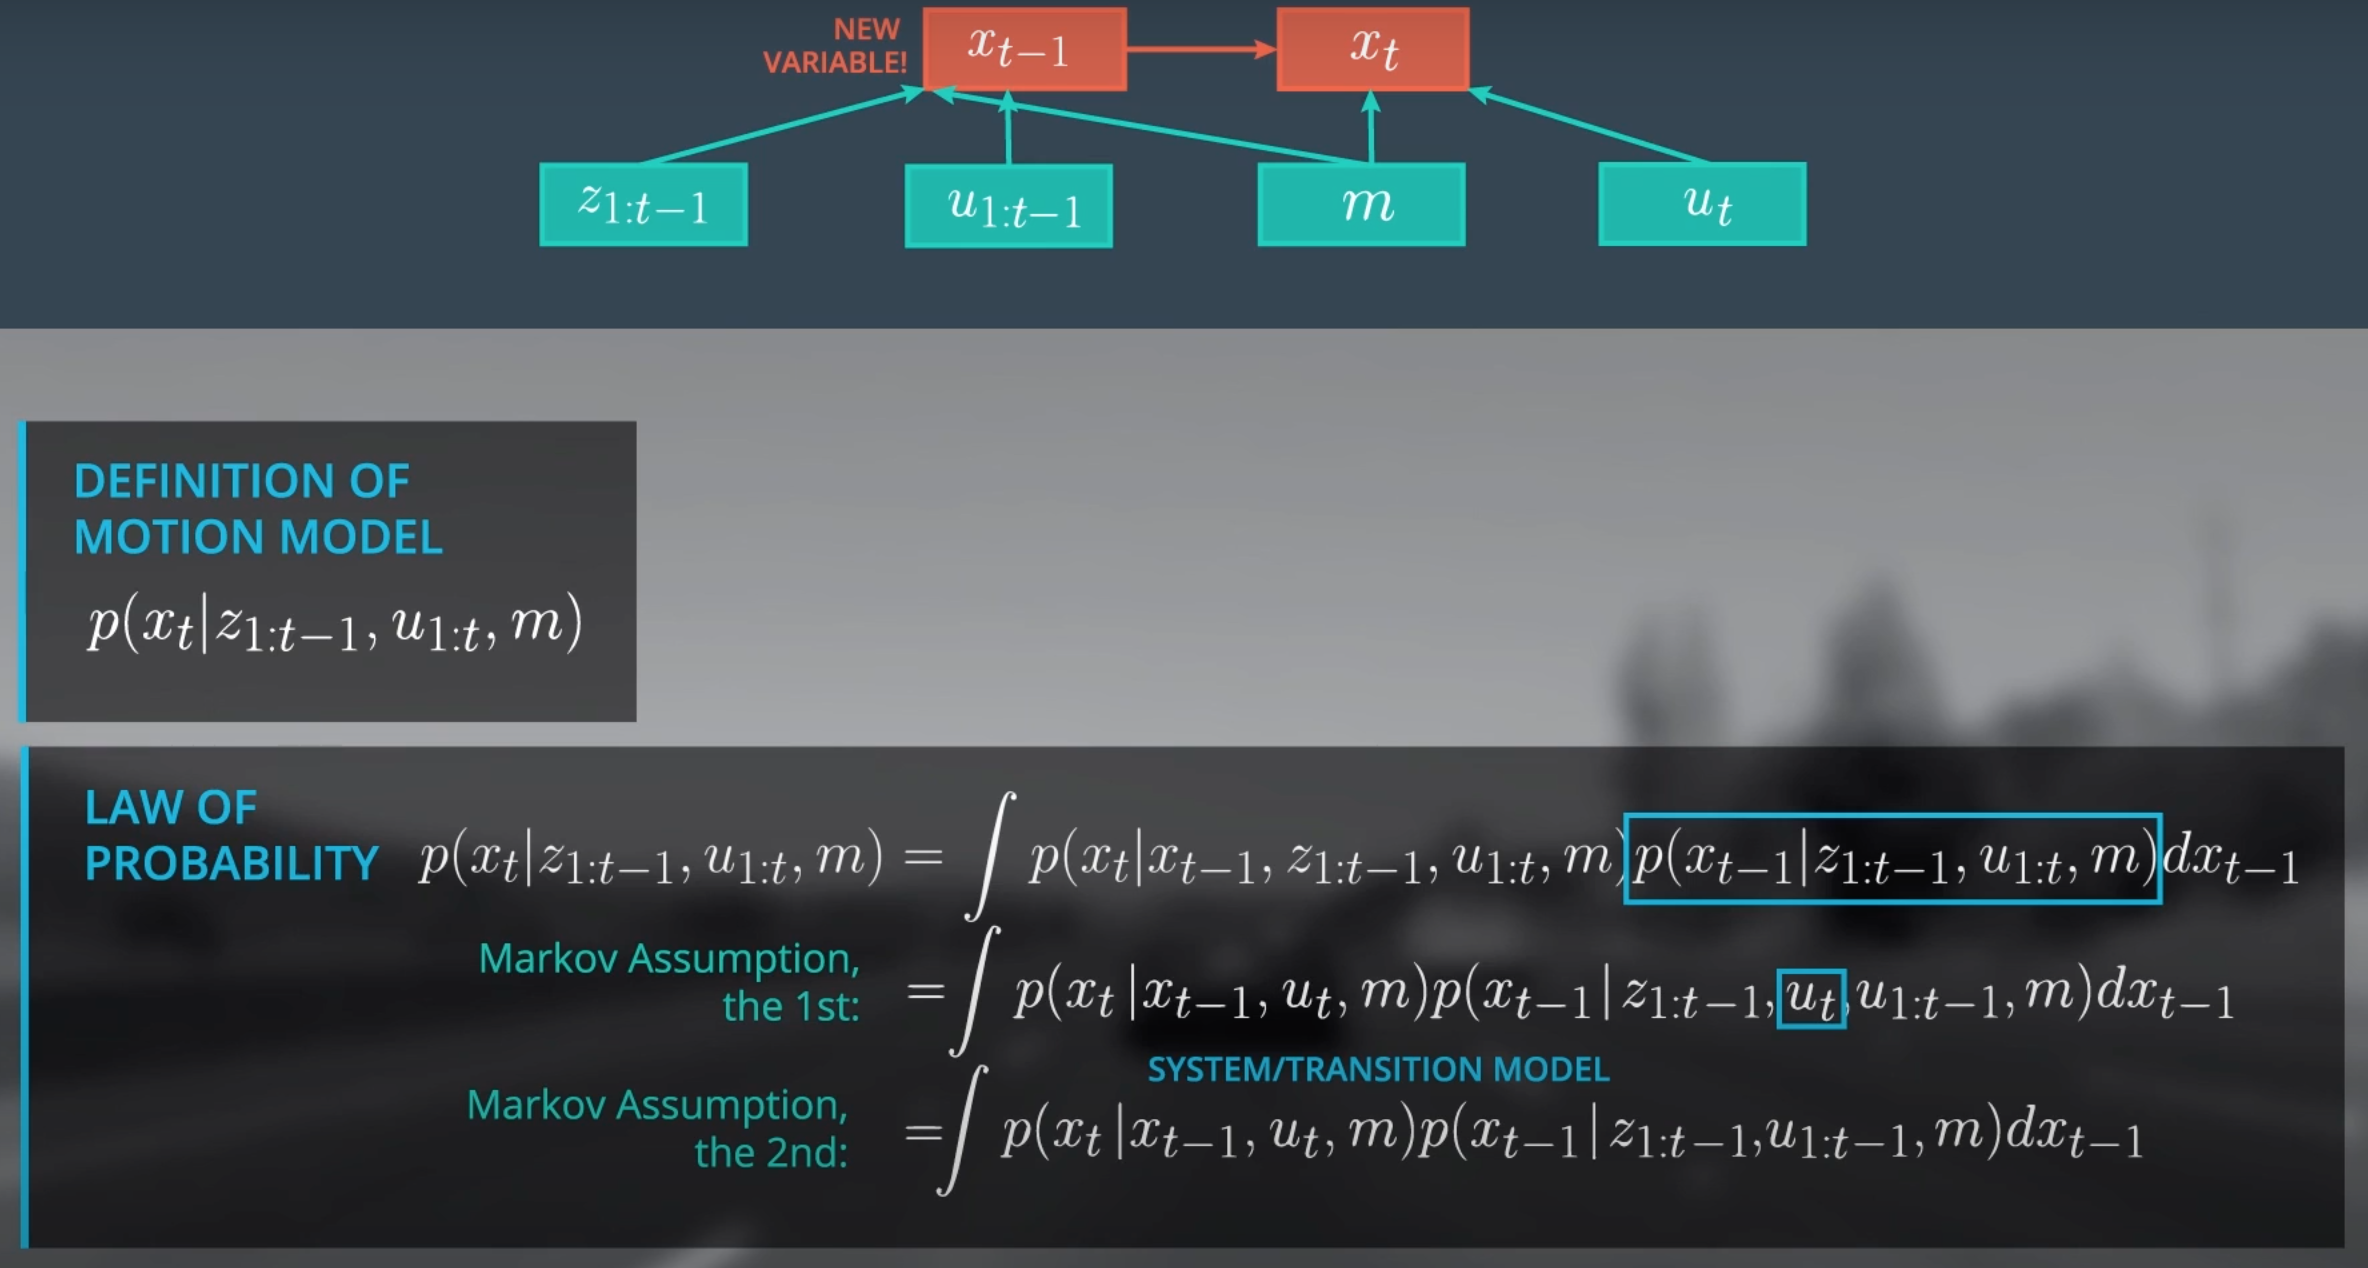 NEW
VARIABLE!
x_{t-1}
x_t
z_{1:t-1}
u_{1:t-1}
m
u_t
DEFINITION OF
MOTION MODEL
p(x_t|z_{1:t-1}, u_{1:t}, m)
LAW OF
PROBABILITY
p(x_t|z_{1:t-1}, u_{1:t}, m) = ∫ p(x_t|x_{t-1}, z_{1:t-1}, u_{1:t}, m)p(x_{t-1}|z_{1:t-1}, u_{1:t}, m)dx_{t-1}
Markov Assumption,
the 1st:
= ∫ p(x_t|x_{t-1}, u_t, m)p(x_{t-1}|z_{1:t-1}, u_t, u_{1:t-1}, m)dx_{t-1}
SYSTEM/TRANSITION MODEL
Markov Assumption,
the 2nd:
= ∫ p(x_t|x_{t-1}, u_t, m)p(x_{t-1}|z_{1:t-1}, u_{1:t-1}, m)dx_{t-1}